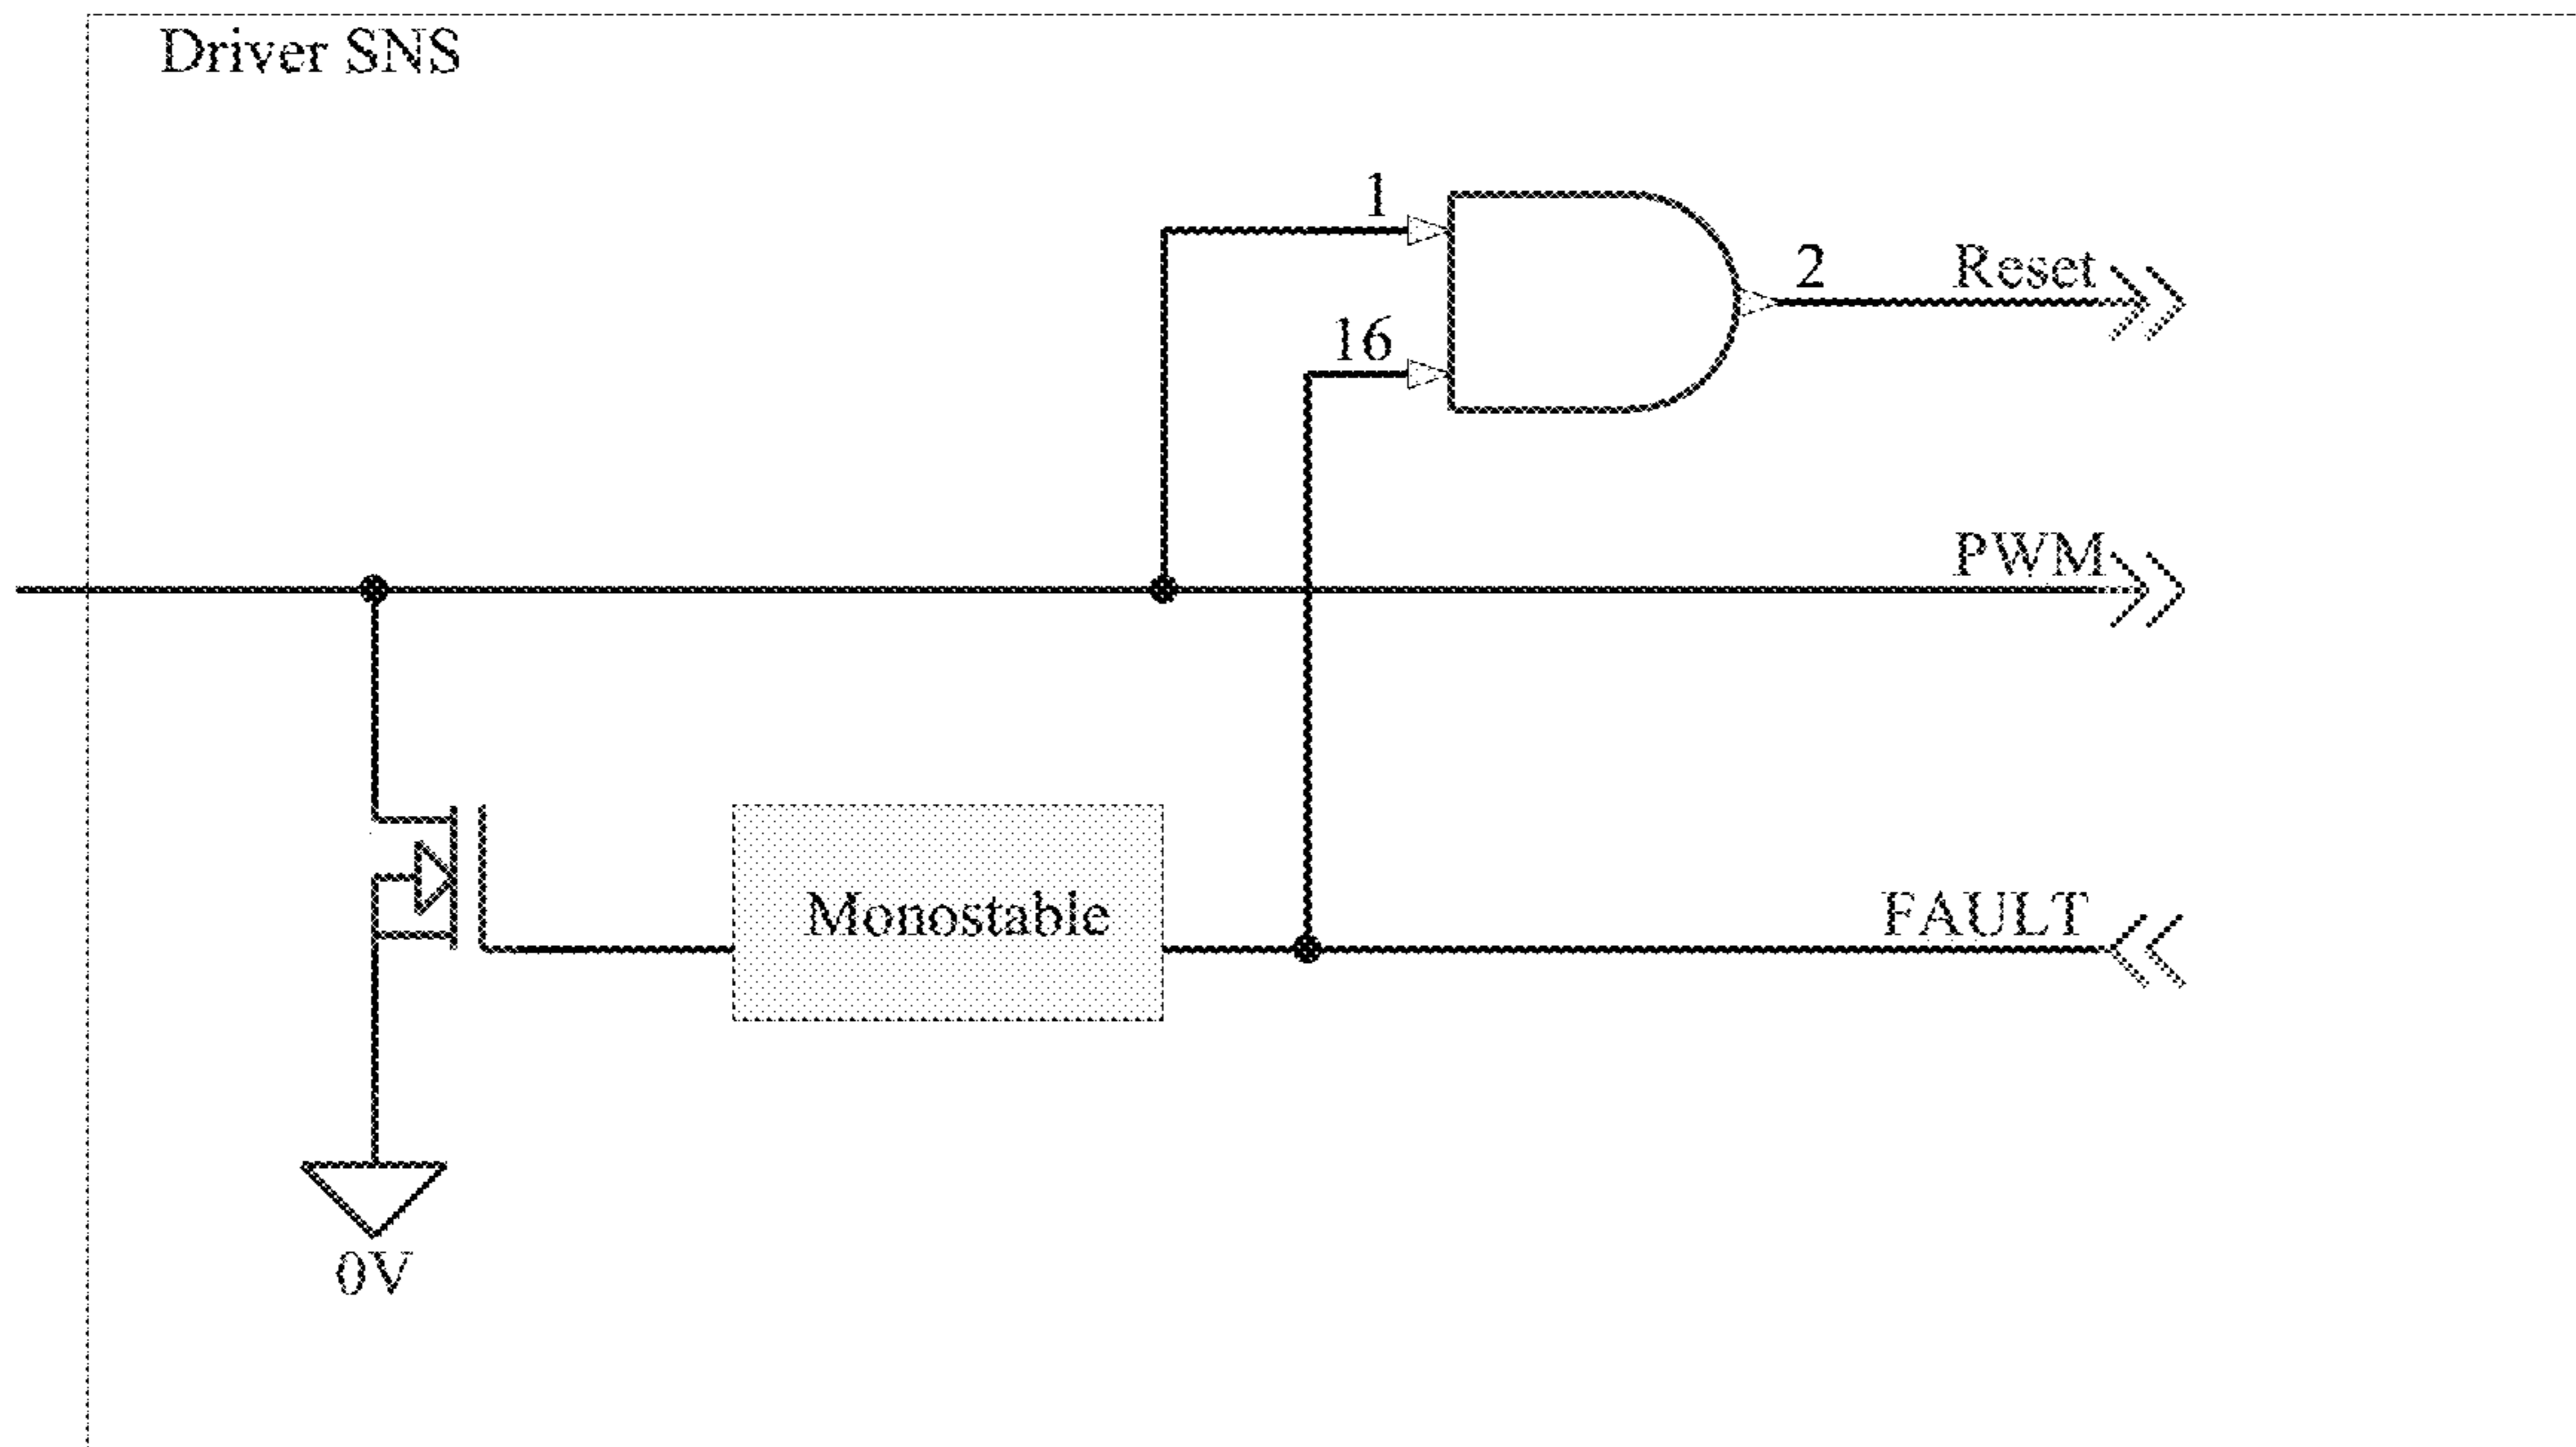 Driver SNS
1
2
Reset
16
PWM
Monostable
FAULT
0V